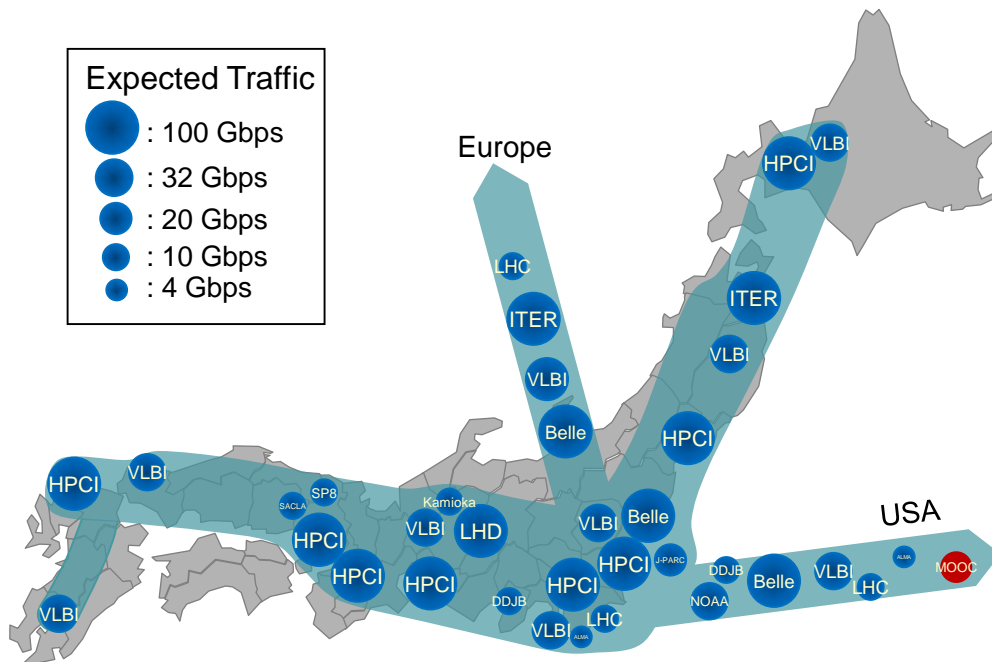 Expected Traffic
: 100 Gbps
: 32 Gbps
: 20 Gbps
: 10 Gbps
: 4 Gbps
Europe
USA
VLBI
HPCI
LHC
ITER
ITER
VLBI
VLBI
Belle
HPCI
HPCI
VLBI
SP8
SACLA
Kamioka
VLBI
LHD
VLBI
Belle
HPCI
HPCI
HPCI
HPCI
HPCI
J-PARC
DDJB
VLBI
DDJB
VLBI
ALMA
LHC
NOAA
Belle
VLBI
LHC
ALMA
MOOC